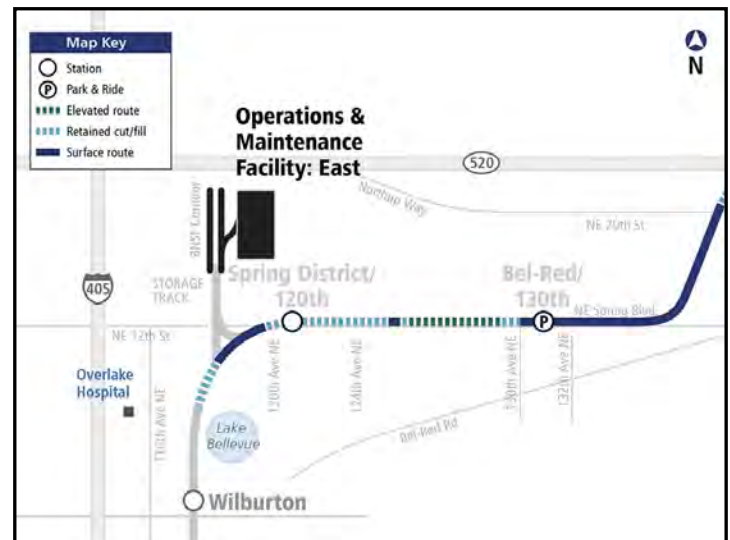 Map Key
Station
P
Park & Ride
Elevated route
Retained cut/fill
Surface route
N
Operations &
Maintenance
Facility: East
520
Northup Way
BNSF Corridor
NE 20th St
405
STORAGE
TRACK
Spring District/
120th
Bel-Red/
130th
P
NE Spring Blvd
NE 12th St
Overlake
Hospital
116th Ave NE
120th Ave NE
124th Ave NE
130th Ave NE
132th Ave NE
Lake
Bellevue
Bel-Red Rd
Wilburton